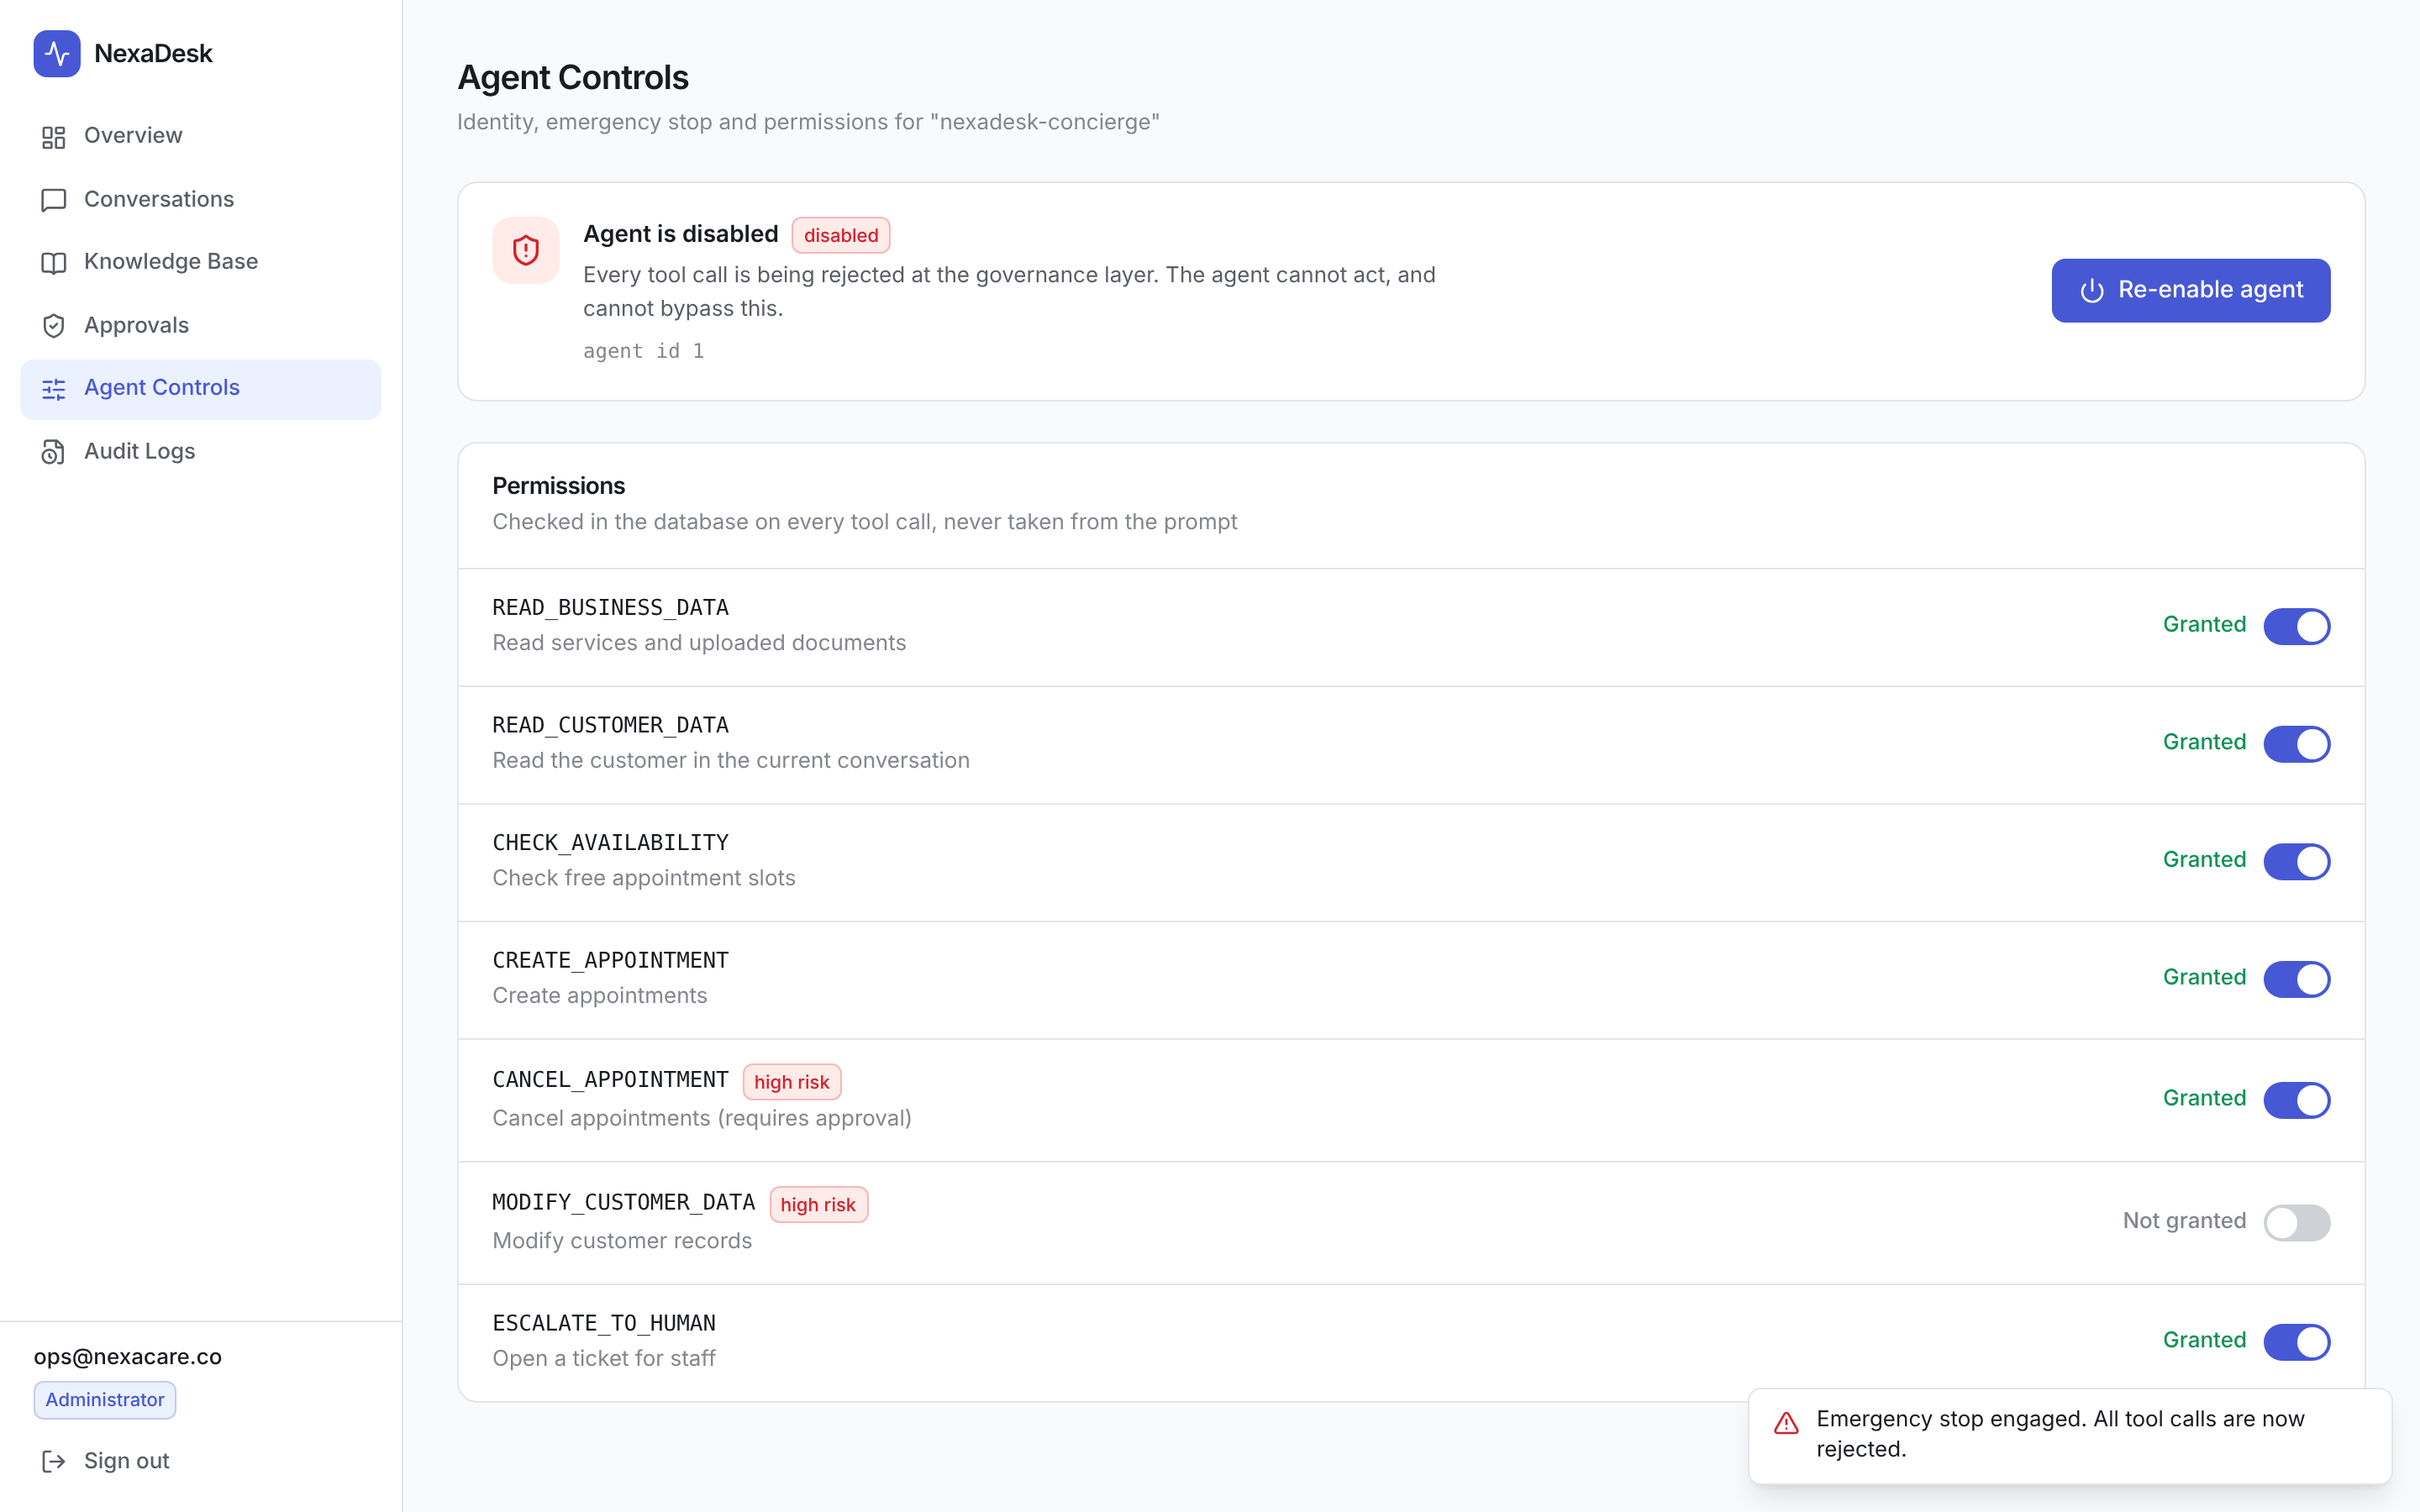 NexaDesk
Overview
Conversations
Knowledge Base
Approvals
Agent Controls
Audit Logs
ops@nexacare.co
Administrator
Sign out
Agent Controls
Identity, emergency stop and permissions for "nexadesk-concierge"
Agent is disabled disabled
Every tool call is being rejected at the governance layer. The agent cannot act, and
cannot bypass this.
agent id 1
Re-enable agent
Permissions
Checked in the database on every tool call, never taken from the prompt
READ_BUSINESS_DATA
Read services and uploaded documents
Granted
READ_CUSTOMER_DATA
Read the customer in the current conversation
Granted
CHECK_AVAILABILITY
Check free appointment slots
Granted
CREATE_APPOINTMENT
Create appointments
Granted
CANCEL_APPOINTMENT high risk
Cancel appointments (requires approval)
Granted
MODIFY_CUSTOMER_DATA high risk
Modify customer records
Not granted
ESCALATE_TO_HUMAN
Open a ticket for staff
Granted
Emergency stop engaged. All tool calls are now
rejected.